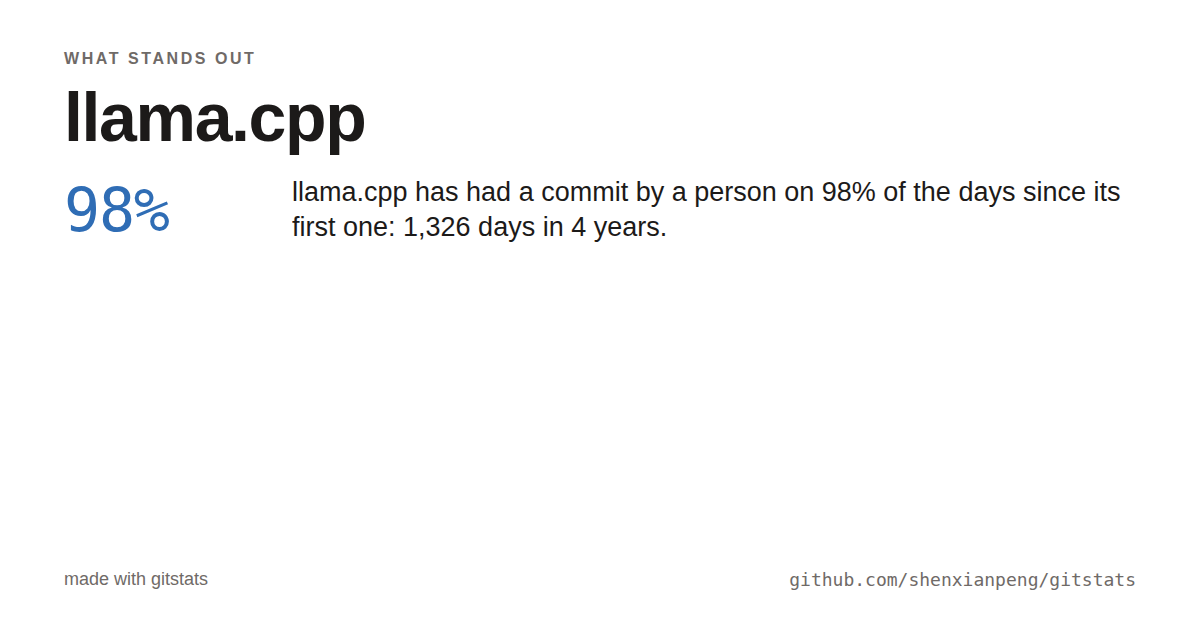 WHAT STANDS OUT
llama.cpp
98%
llama.cpp has had a commit by a person on 98% of the days since its
first one: 1,326 days in 4 years.
made with gitstats
github.com/shenxianpeng/gitstats